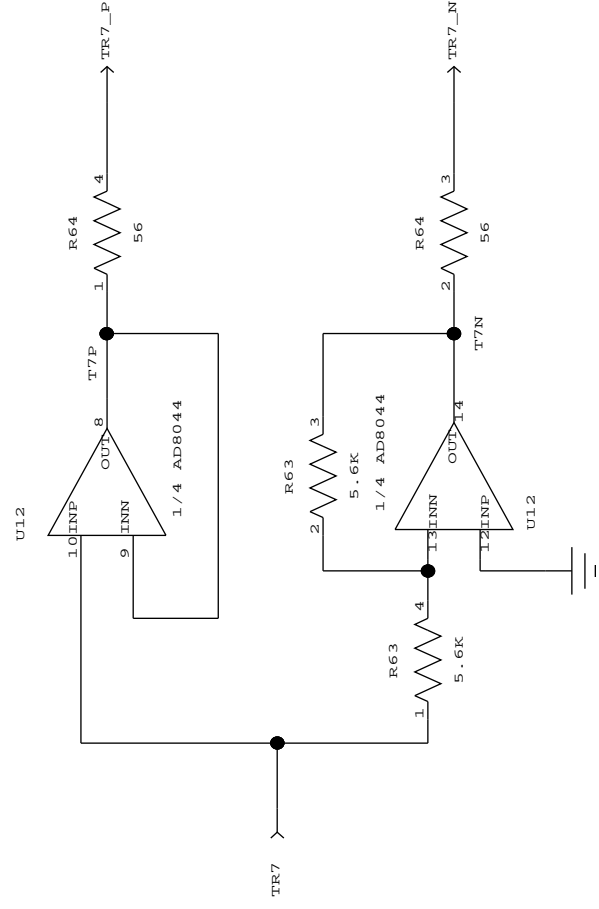 TR7_P
TR7_N
4
R64
56
1
3
R64
56
2
T7P
T7N
8
OUT
U12
1/4 AD8044
10
INP
INN
9
3
R63
5.6K
2
1/4 AD8044
14
OUT
13
INN
INP
12
U12
4
R63
5.6K
1
TR7